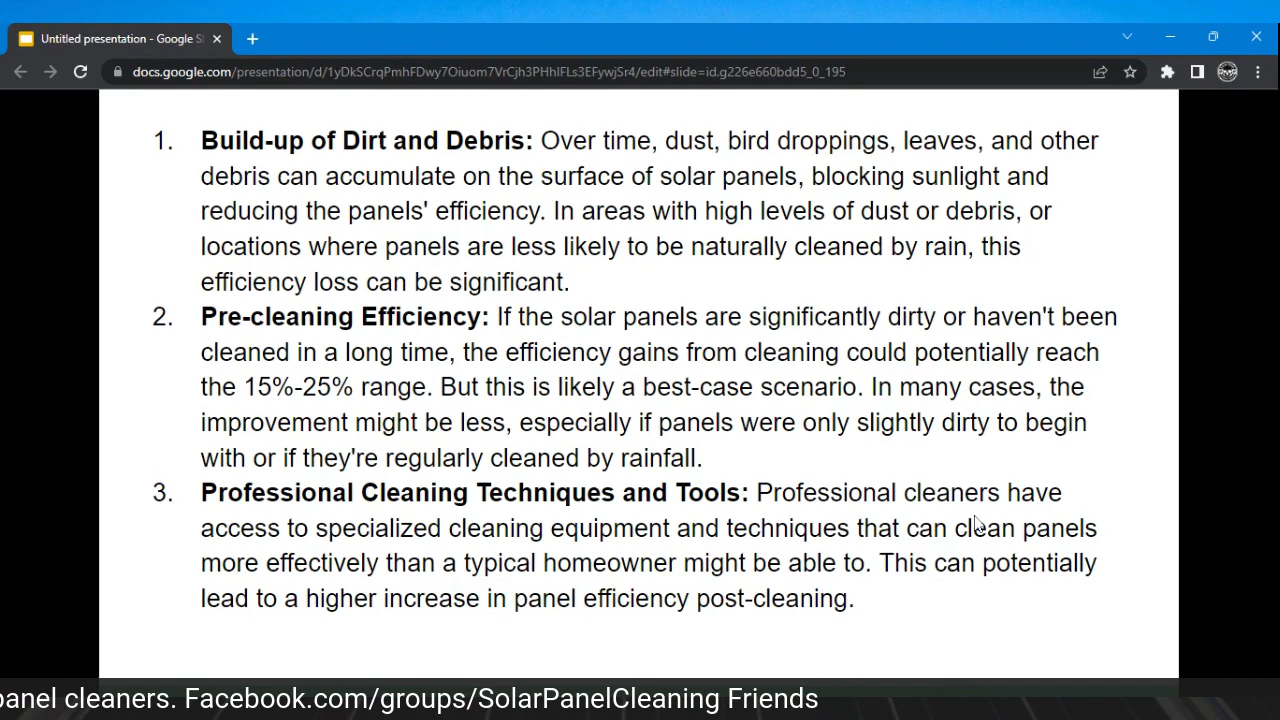 Untitled presentation - Google Sl
docs.google.com/presentation/d/1yDkSCrqPmhFDwy7Oiuom7VrCjh3PHhIFLs3EFywjSr4/edit#slide=id.g226e660bdd5_0_195
1. Build-up of Dirt and Debris: Over time, dust, bird droppings, leaves, and other
debris can accumulate on the surface of solar panels, blocking sunlight and
reducing the panels' efficiency. In areas with high levels of dust or debris, or
locations where panels are less likely to be naturally cleaned by rain, this
efficiency loss can be significant.
2. Pre-cleaning Efficiency: If the solar panels are significantly dirty or haven't been
cleaned in a long time, the efficiency gains from cleaning could potentially reach
the 15%-25% range. But this is likely a best-case scenario. In many cases, the
improvement might be less, especially if panels were only slightly dirty to begin
with or if they're regularly cleaned by rainfall.
3. Professional Cleaning Techniques and Tools: Professional cleaners have
access to specialized cleaning equipment and techniques that can clean panels
more effectively than a typical homeowner might be able to. This can potentially
lead to a higher increase in panel efficiency post-cleaning.
panel cleaners. Facebook.com/groups/SolarPanelCleaning Friends